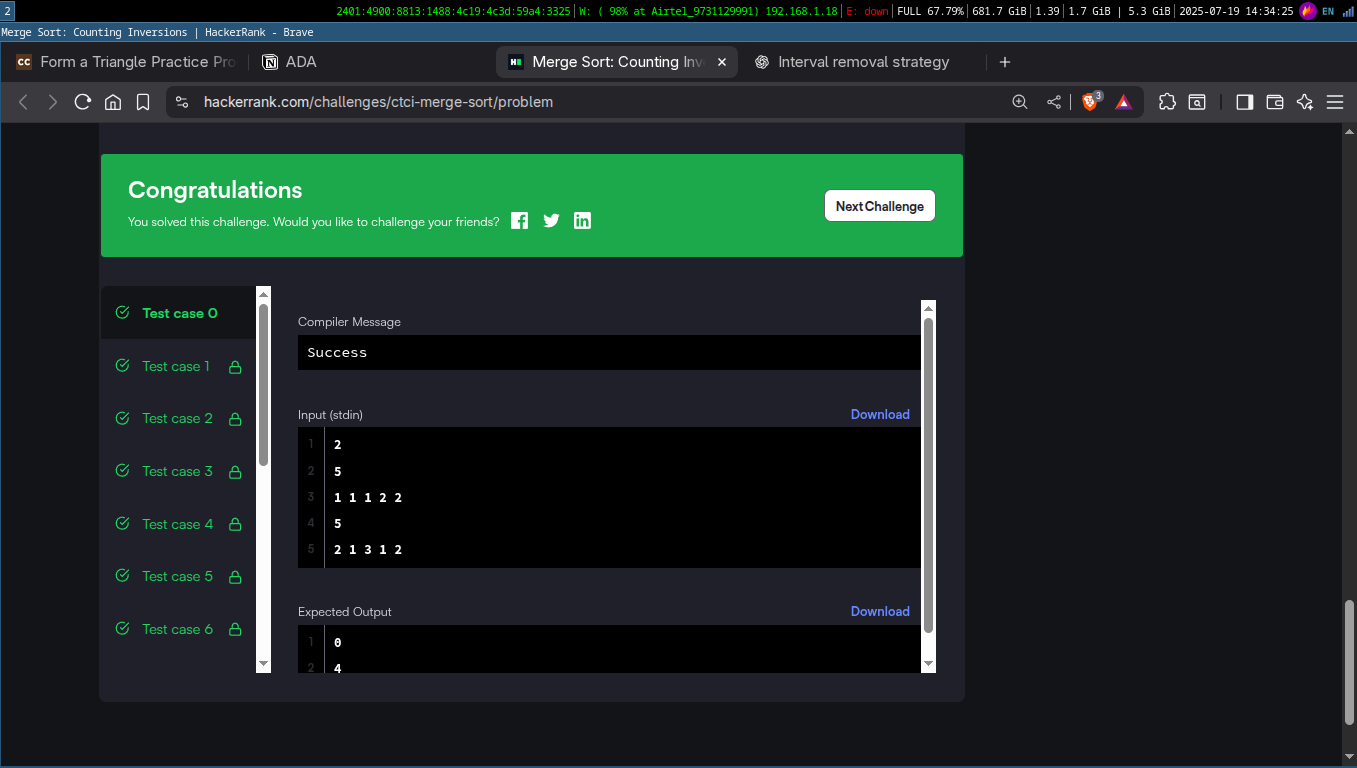 2 2401:4900:8813:1488:4c19:4c3d:59a4:3325 W: ( 98% at Airtel_9731129991) 192.168.1.18 E: down FULL 67.79% 681.7 GiB 1.39 1.7 GiB | 5.3 GiB 2025-07-19 14:34:25 EN
Merge Sort: Counting Inversions | HackerRank - Brave
CC Form a Triangle Practice Pro ADA H Merge Sort: Counting Inv Interval removal strategy
hackerrank.com/challenges/ctci-merge-sort/problem 3
Congratulations
You solved this challenge. Would you like to challenge your friends?
Next Challenge
Test case 0
Test case 1
Test case 2
Test case 3
Test case 4
Test case 5
Test case 6
Compiler Message
Success
Input (stdin) Download
1 2
2 5
3 1 1 1 2 2
4 5
5 2 1 3 1 2
Expected Output Download
1 0
2 4